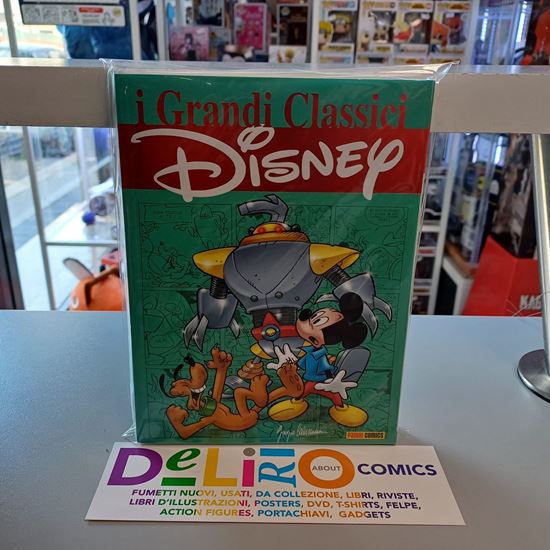 i Grandi Classici
Disney
PANINI COMICS
DeLiRiO ABOUT COMICS
FUMETTI NUOVI, USATI, DA COLLEZIONE, LIBRI, RIVISTE,
LIBRI D'ILLUSTRAZIONI, POSTERS, DVD, T-SHIRTS, FELPE,
ACTION FIGURES, PORTACHIAVI, GADGETS